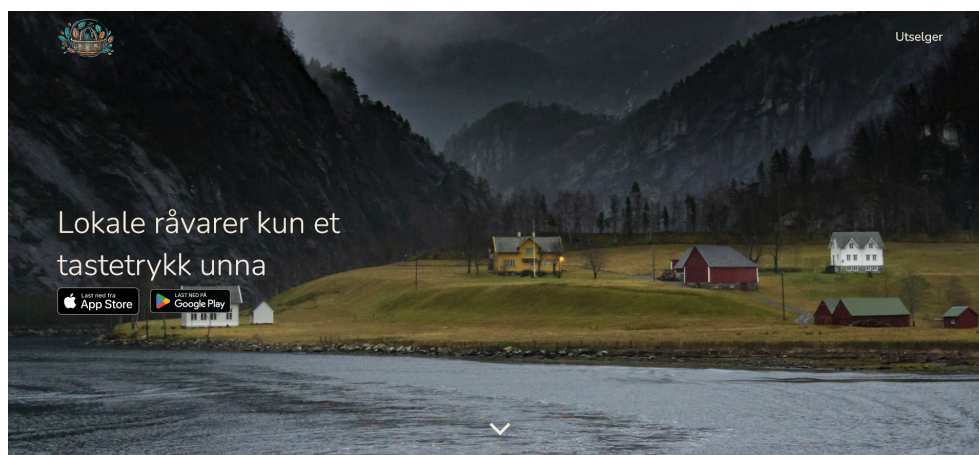 Utselger
Lokale råvarer kun et
tastetrykk unna
Last ned fra
App Store
LAST NED PÅ
Google Play